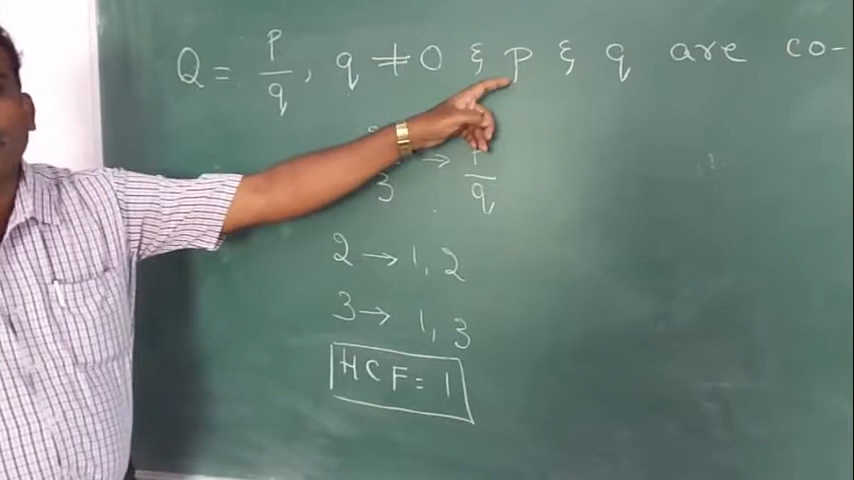 Q = p/q, q ≠ 0 & p & q are co-
3 → p/q
2 → 1, 2
3 → 1, 3
HCF = 1